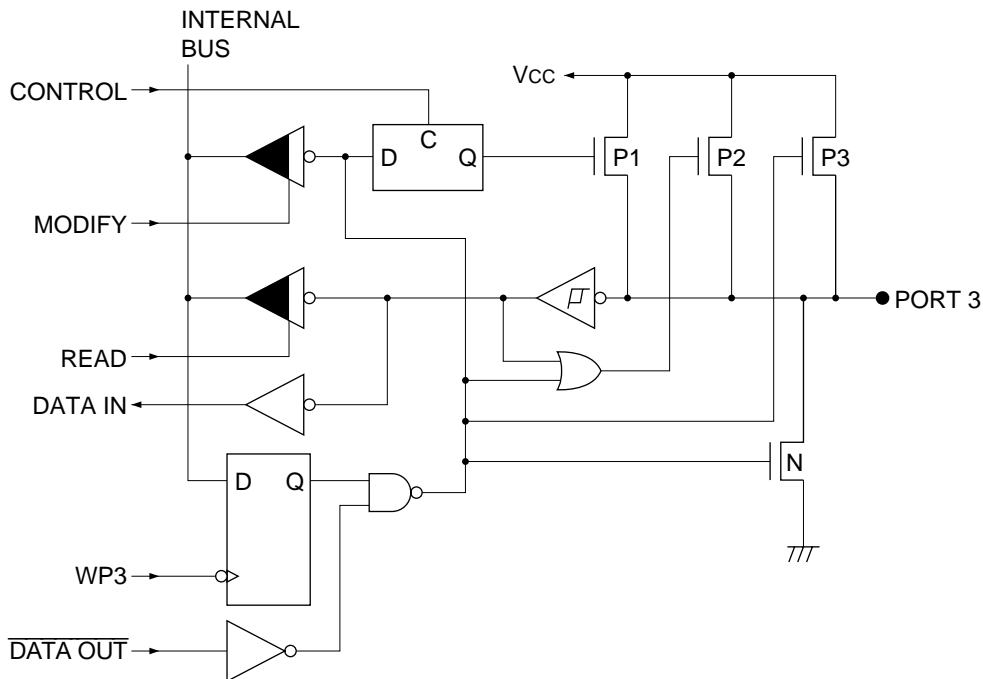 INTERNAL
BUS
VCC
CONTROL
C
D
Q
P1
P2
P3
MODIFY
PORT 3
READ
DATA IN
N
D
Q
WP3
DATA OUT